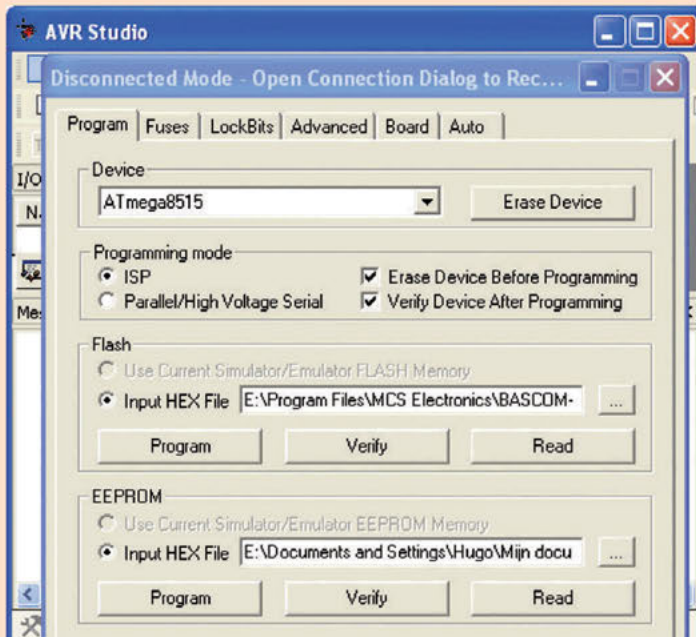 AVR Studio
Disconnected Mode - Open Connection Dialog to Rec...
Program Fuses LockBits Advanced Board Auto
I/O
Device
ATmega8515 Erase Device
N.
Programming mode
ISP Erase Device Before Programming
Parallel/High Voltage Serial Verify Device After Programming
Mes
Flash
Use Current Simulator/Emulator FLASH Memory
Input HEX File E:\Program Files\MCS Electronics\BASCOM- ...
Program Verify Read
EEPROM
Use Current Simulator/Emulator EEPROM Memory
Input HEX File E:\Documents and Settings\Hugo\Mijn docu ...
Program Verify Read